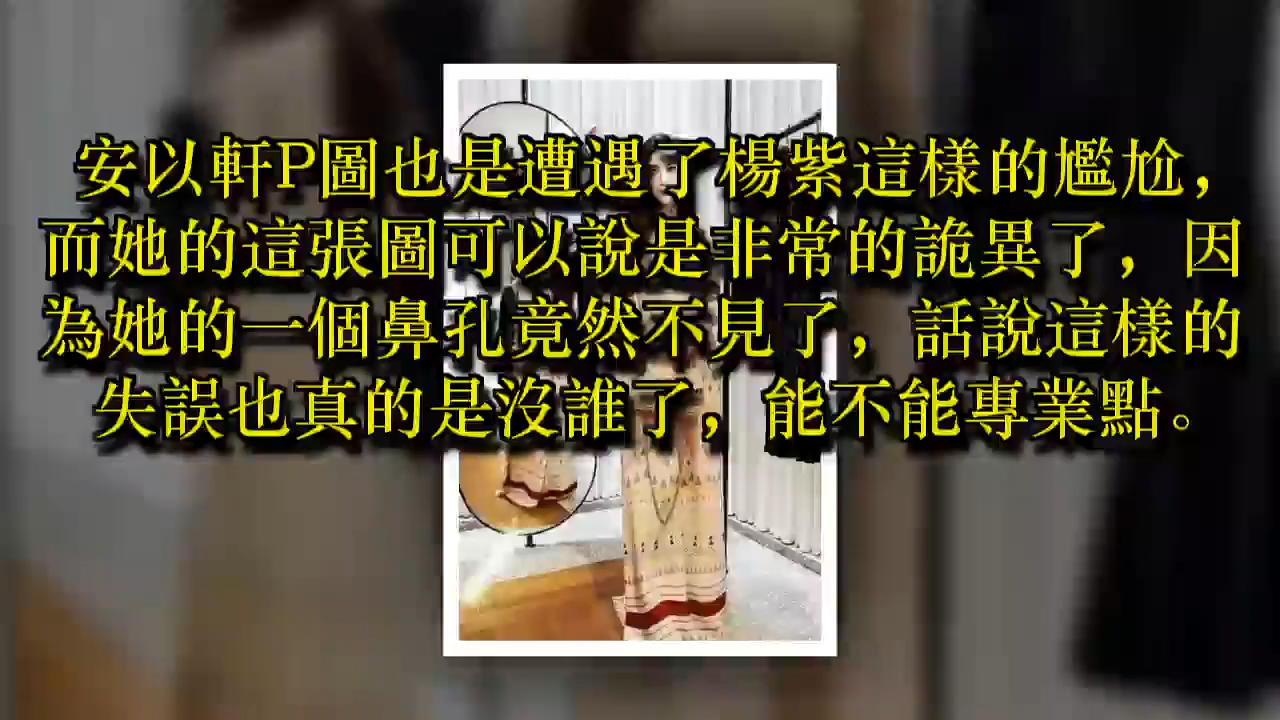 安以軒P圖也是遭遇了楊紫這樣的尷尬，
而她的這張圖可以說是非常的詭異了，因
為她的一個鼻孔竟然不見了，話說這樣的
失誤也真的是沒誰了，能不能專業點。